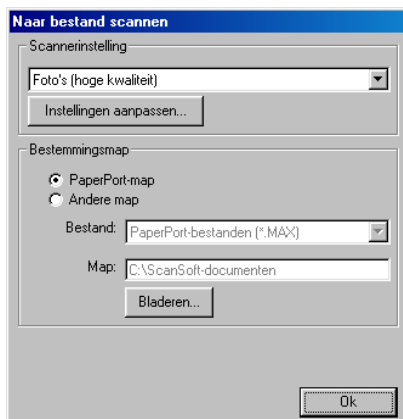 Naar bestand scannen
Scannerinstelling
Foto's (hoge kwaliteit)
Instellingen aanpassen...
Bestemmingsmap
PaperPort-map
Andere map
Bestand: PaperPort-bestanden (*.MAX)
Map: C:\ScanSoft-documenten
Bladeren...
Ok